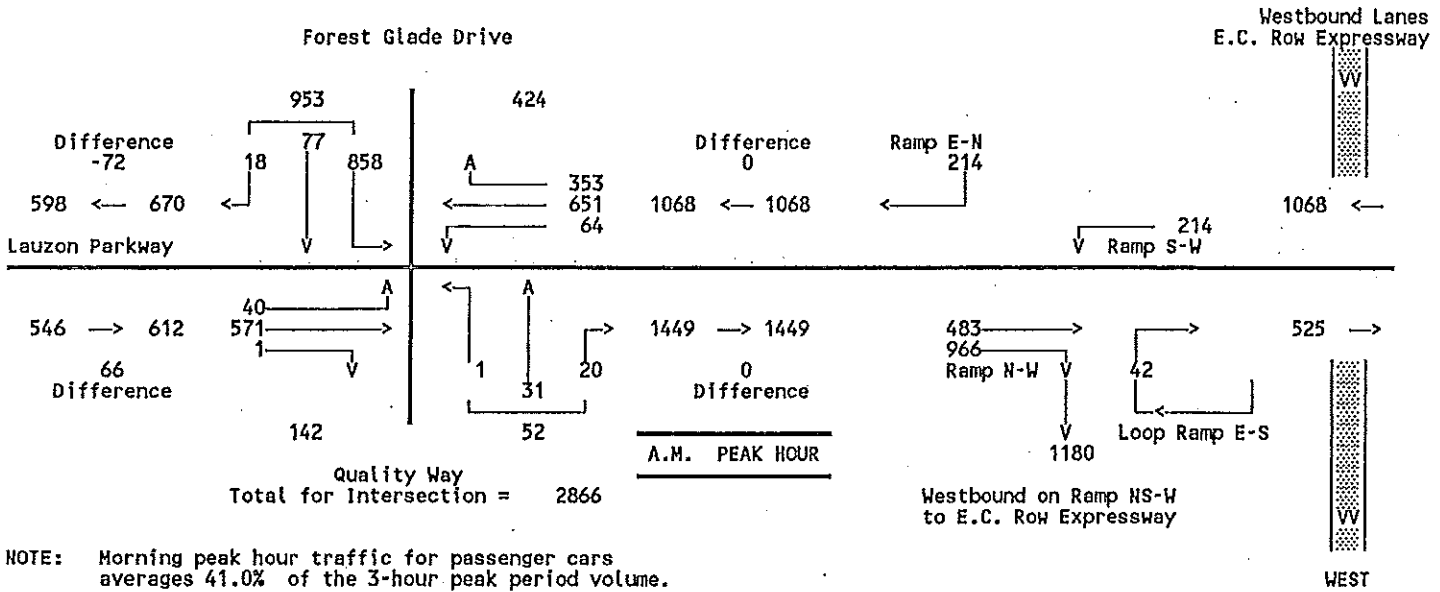 Westbound Lanes
Forest Glade Drive E.C. Row Expressway
VV
953 424
Difference 77 Difference Ramp E-N
-72 18 858 A 0 214
353
598 <-- 670 <- 651 1068 <-- 1068 <- 1068 <-
64 214
Lauzon Parkway V -> V V Ramp S-W
A <- A
40
546 --> 612 571 -> -> 1449 --> 1449 483 -> -> 525 ->
1 966
66 V 1 20 0 Ramp N-W V 42
Difference 31 Difference
<-
142 52 V Loop Ramp E-S
A.M. PEAK HOUR 1180
Quality Way
Total for Intersection = 2866 Westbound on Ramp NS-W
to E.C. Row Expressway
VV
NOTE: Morning peak hour traffic for passenger cars
averages 41.0% of the 3-hour peak period volume. WEST